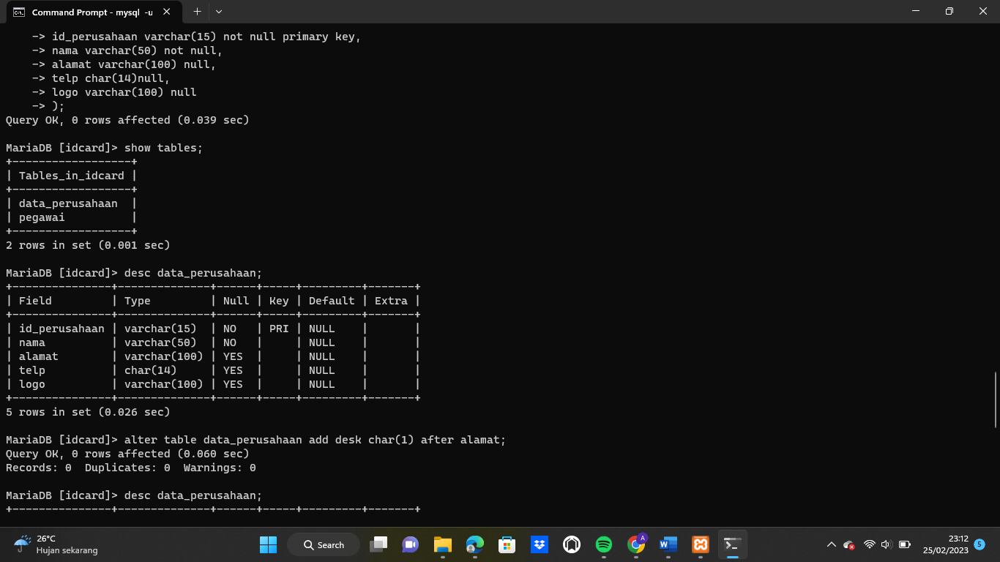 Command Prompt - mysql -u
-> id_perusahaan varchar(15) not null primary key,
-> nama varchar(50) not null,
-> alamat varchar(100) null,
-> telp char(14)null,
-> logo varchar(100) null
-> );
Query OK, 0 rows affected (0.039 sec)
MariaDB [idcard]> show tables;
+------------------+
| Tables_in_idcard |
+------------------+
| data_perusahaan  |
| pegawai          |
+------------------+
2 rows in set (0.001 sec)
MariaDB [idcard]> desc data_perusahaan;
+---------------+--------------+------+-----+---------+-------+
| Field         | Type         | Null | Key | Default | Extra |
+---------------+--------------+------+-----+---------+-------+
| id_perusahaan | varchar(15)  | NO   | PRI | NULL    |       |
| nama          | varchar(50)  | NO   |     | NULL    |       |
| alamat        | varchar(100) | YES  |     | NULL    |       |
| telp          | char(14)     | YES  |     | NULL    |       |
| logo          | varchar(100) | YES  |     | NULL    |       |
+---------------+--------------+------+-----+---------+-------+
5 rows in set (0.026 sec)
MariaDB [idcard]> alter table data_perusahaan add desk char(1) after alamat;
Query OK, 0 rows affected (0.060 sec)
Records: 0  Duplicates: 0  Warnings: 0
MariaDB [idcard]> desc data_perusahaan;
+---------------+--------------+------+-----+---------+-------+
26°C
Hujan sekarang
Search
A
W
23:12
25/02/2023
5